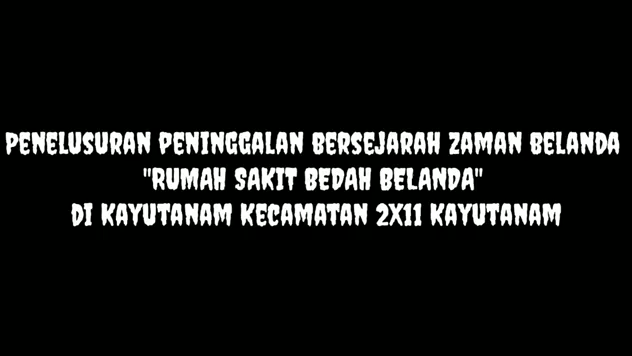 PENELUSURAN PENINGGALAN BERSEJARAH ZAMAN BELANDA
"RUMAH SAKIT BEDAH BELANDA"
DI KAYUTANAM KECAMATAN 2X11 KAYUTANAM